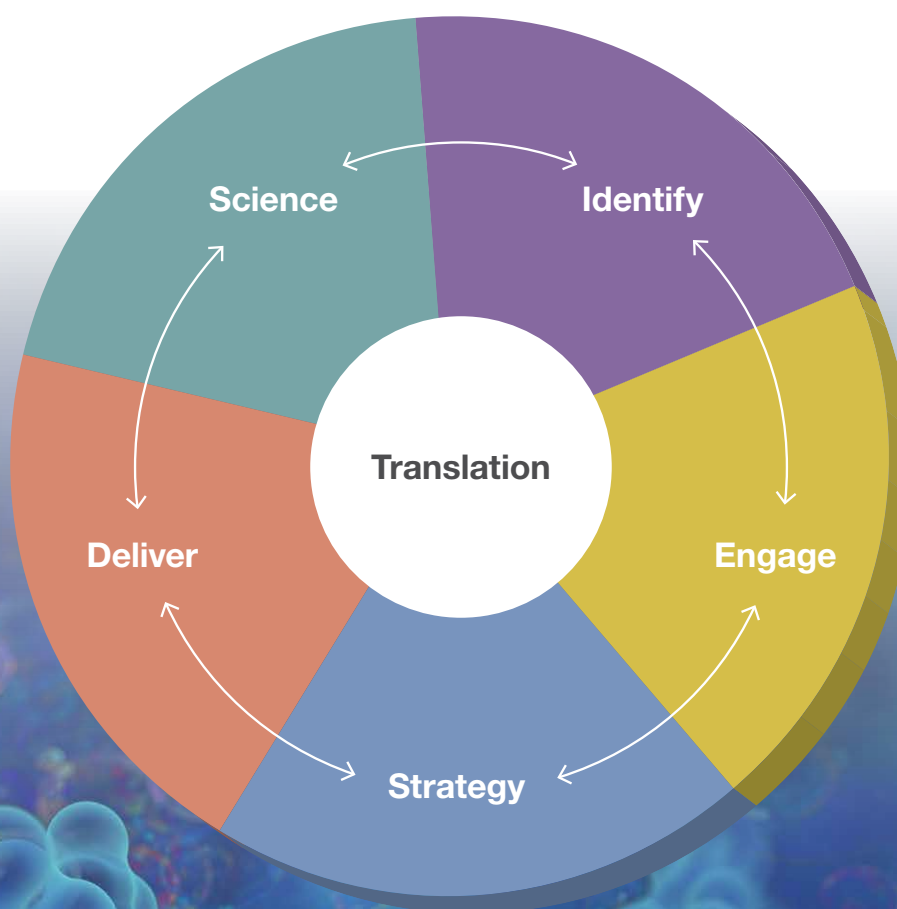 Science
Identify
Translation
Deliver
Engage
Strategy